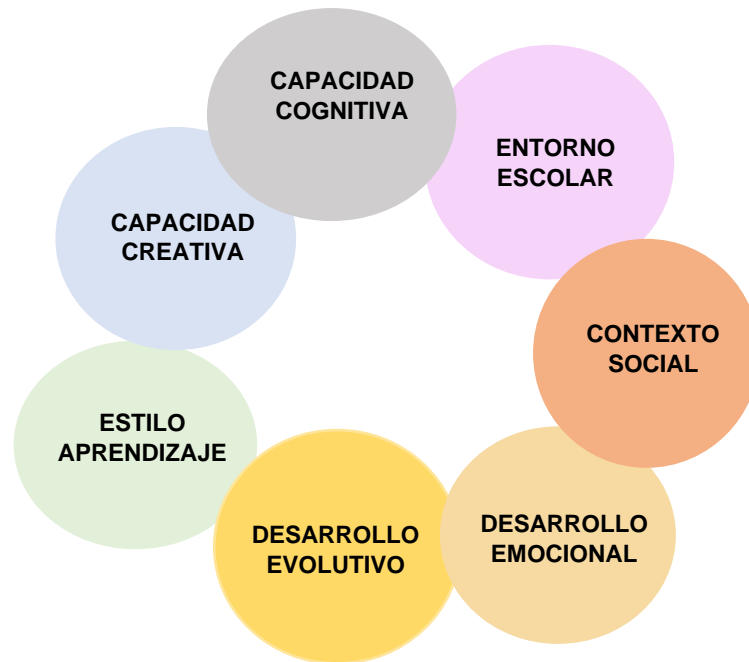 CAPACIDAD
COGNITIVA
ENTORNO
ESCOLAR
CONTEXTO
SOCIAL
DESARROLLO
EMOCIONAL
DESARROLLO
EVOLUTIVO
ESTILO
APRENDIZAJE
CAPACIDAD
CREATIVA